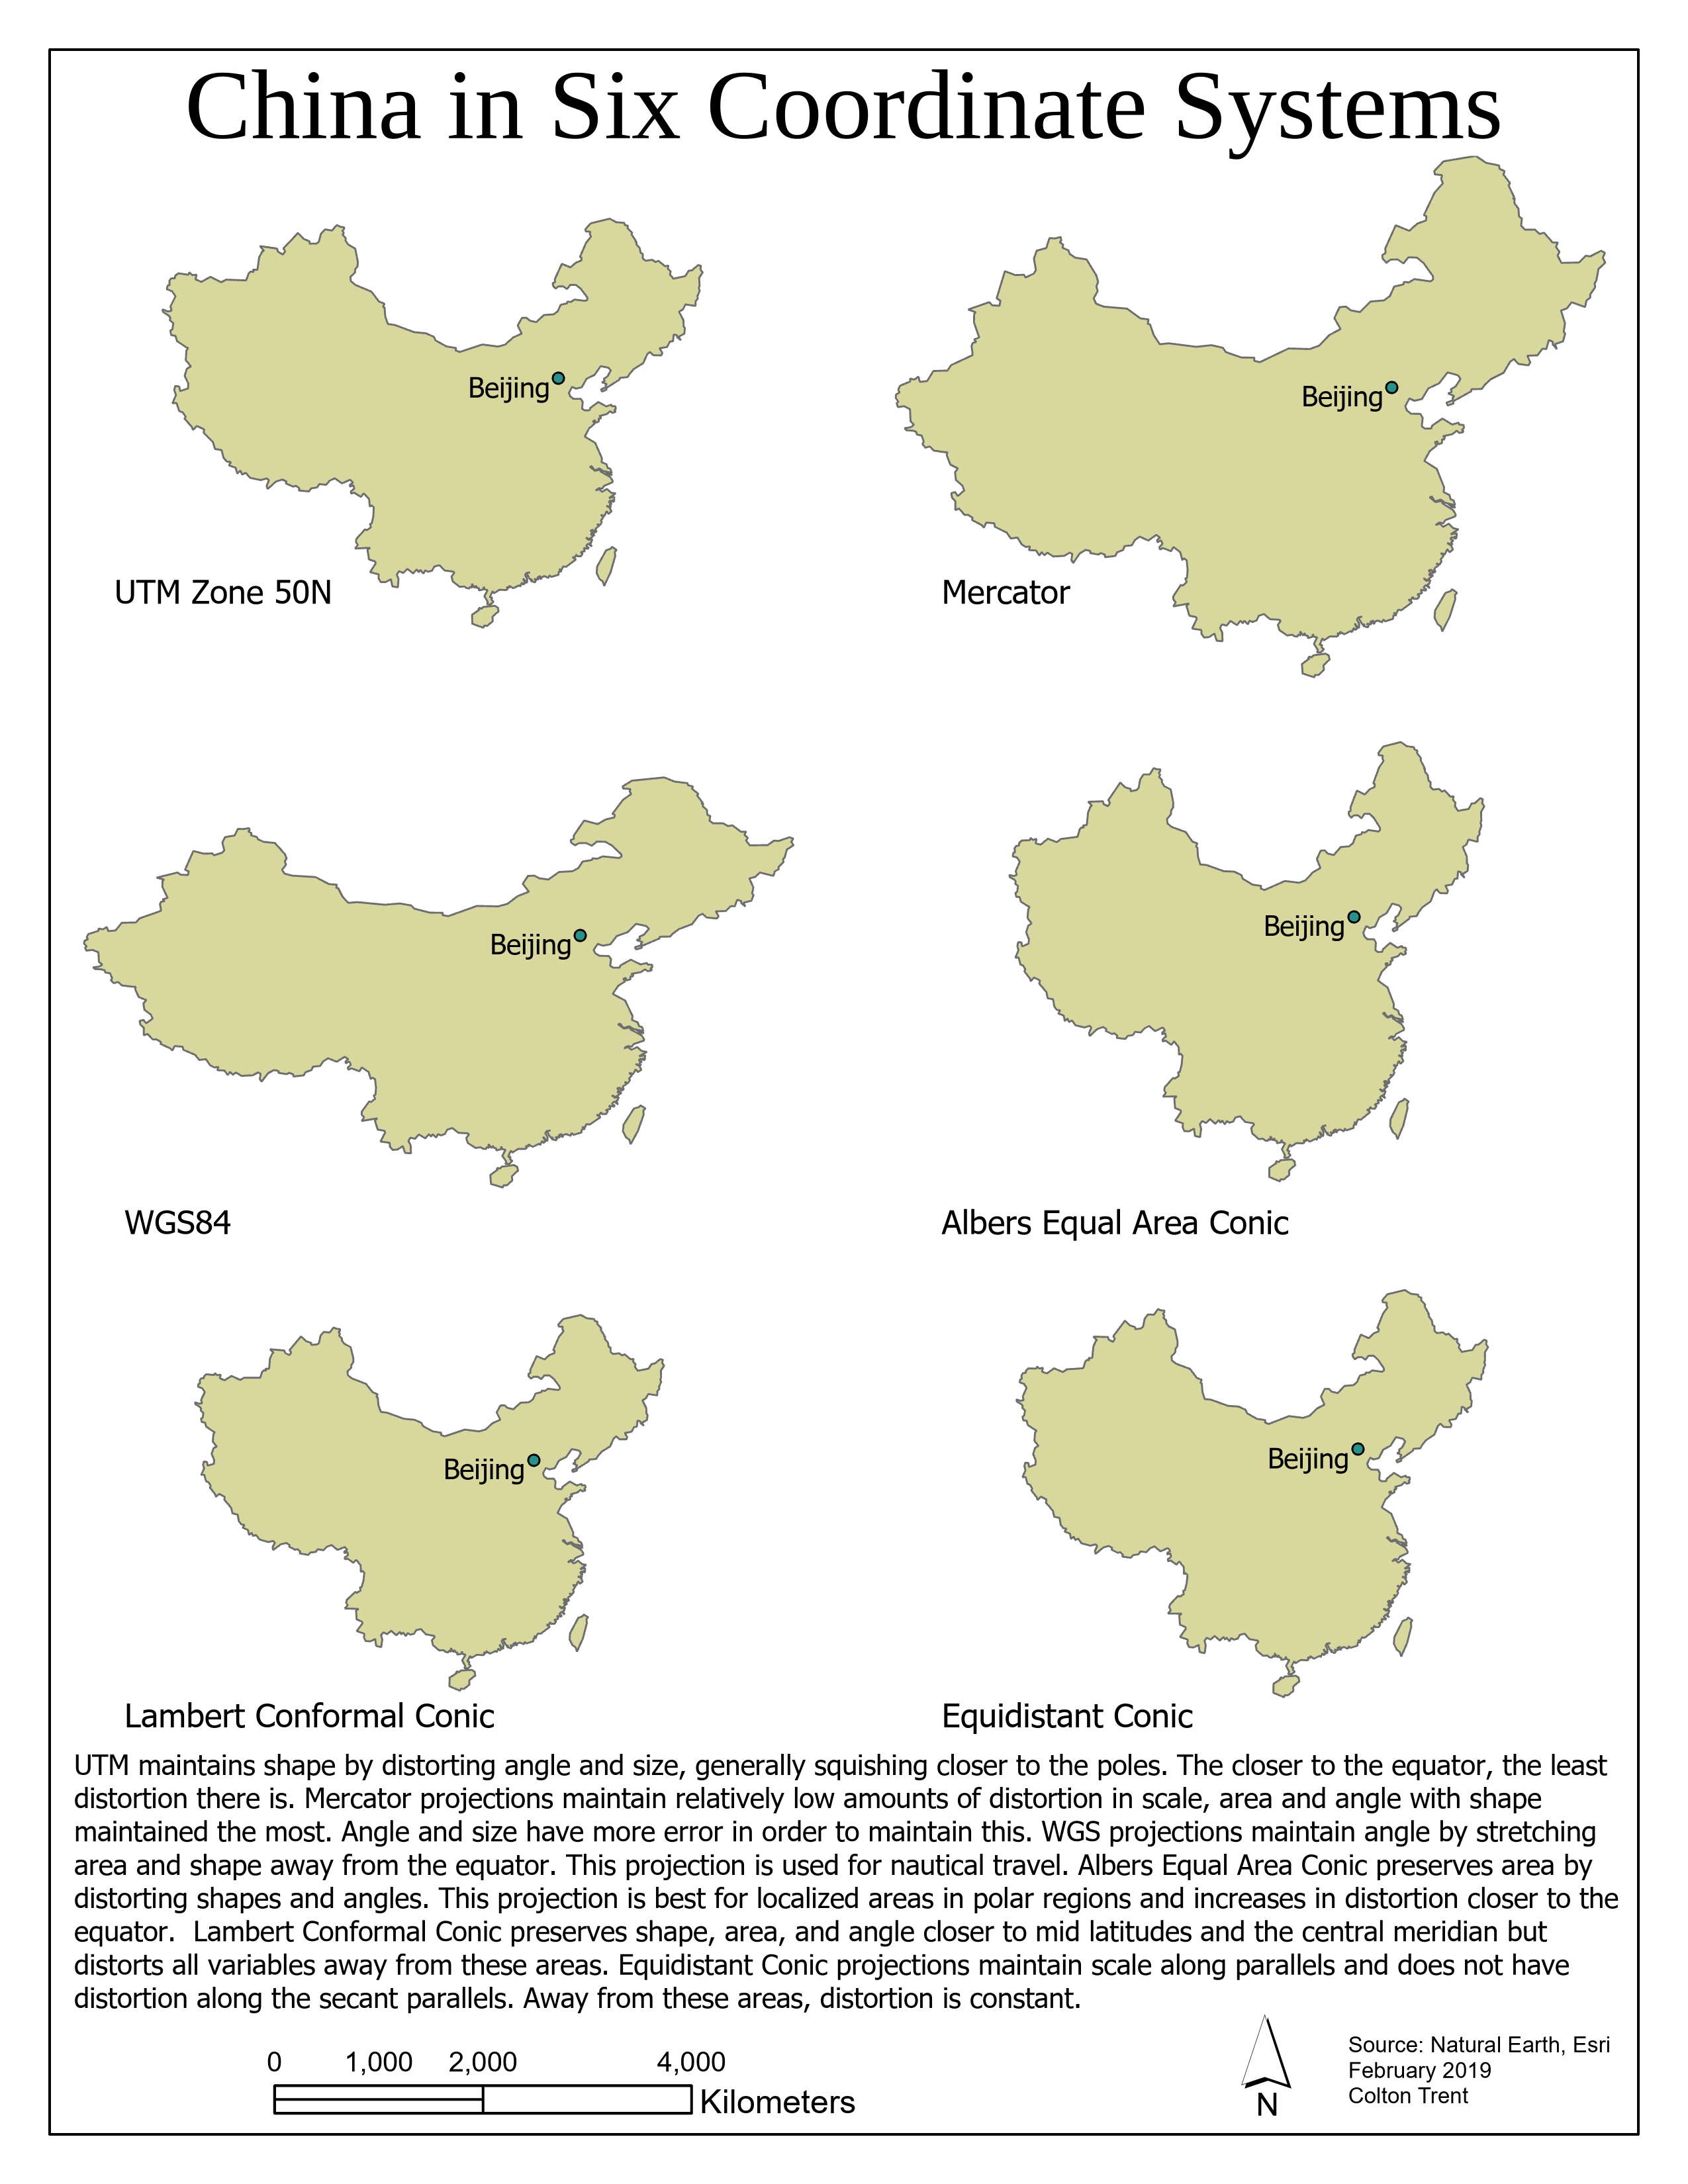 China in Six Coordinate Systems
Beijing
Beijing
UTM Zone 50N
Mercator
Beijing
Beijing
WGS84
Albers Equal Area Conic
Beijing
Beijing
Lambert Conformal Conic
Equidistant Conic
UTM maintains shape by distorting angle and size, generally squishing closer to the poles. The closer to the equator, the least
distortion there is. Mercator projections maintain relatively low amounts of distortion in scale, area and angle with shape
maintained the most. Angle and size have more error in order to maintain this. WGS projections maintain angle by stretching
area and shape away from the equator. This projection is used for nautical travel. Albers Equal Area Conic preserves area by
distorting shapes and angles. This projection is best for localized areas in polar regions and increases in distortion closer to the
equator.  Lambert Conformal Conic preserves shape, area, and angle closer to mid latitudes and the central meridian but
distorts all variables away from these areas. Equidistant Conic projections maintain scale along parallels and does not have
distortion along the secant parallels. Away from these areas, distortion is constant.
0 1,000 2,000 4,000
Kilometers
N
Source: Natural Earth, Esri
February 2019
Colton Trent